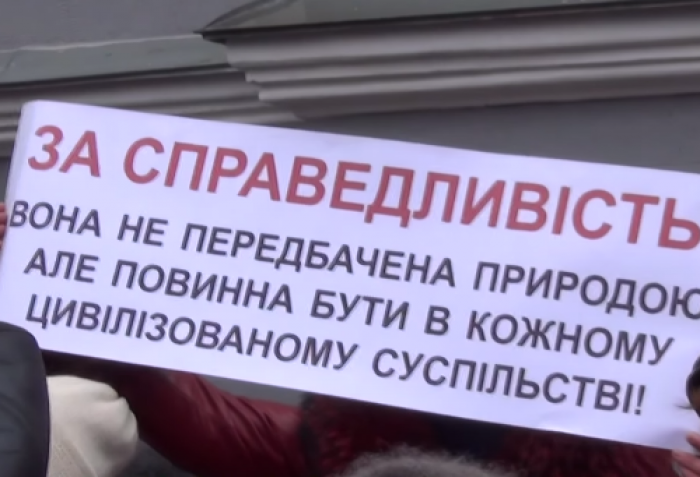 ЗА СПРАВЕДЛИВІСТЬ
ВОНА НЕ ПЕРЕДБАЧЕНА ПРИРОДОЮ
АЛЕ ПОВИННА БУТИ В КОЖНОМУ
ЦИВІЛІЗОВАНОМУ СУСПІЛЬСТВІ!